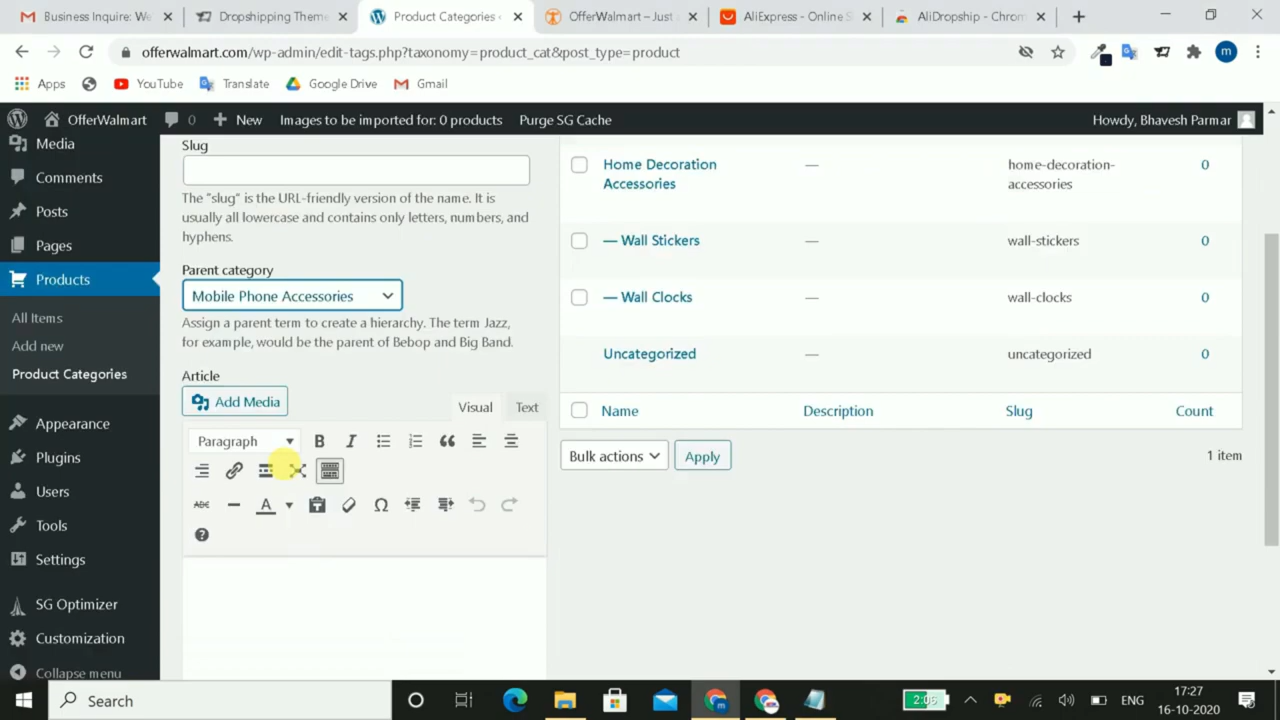 Business Inquire: We
Dropshipping Theme
Product Categories
OfferWalmart – Just
AliExpress - Online S
AliDropship - Chrom
offerwalmart.com/wp-admin/edit-tags.php?taxonomy=product_cat&post_type=product
m
Apps
YouTube
Translate
Google Drive
Gmail
OfferWalmart
0
New
Images to be imported for: 0 products
Purge SG Cache
Howdy, Bhavesh Parmar
Media
Comments
Posts
Pages
Products
All Items
Add new
Product Categories
Appearance
Plugins
Users
Tools
Settings
SG Optimizer
Customization
Collapse menu
Slug
The "slug" is the URL-friendly version of the name. It is
usually all lowercase and contains only letters, numbers, and
hyphens.
Parent category
Mobile Phone Accessories
Assign a parent term to create a hierarchy. The term Jazz,
for example, would be the parent of Bebop and Big Band.
Article
Add Media
Visual
Text
Paragraph
B
I
ABC
A
Ω
Home Decoration
Accessories
—
home-decoration-
accessories
0
— Wall Stickers
—
wall-stickers
0
— Wall Clocks
—
wall-clocks
0
Uncategorized
—
uncategorized
0
Name
Description
Slug
Count
Bulk actions
Apply
1 item
Search
2:06
ENG
17:27
16-10-2020